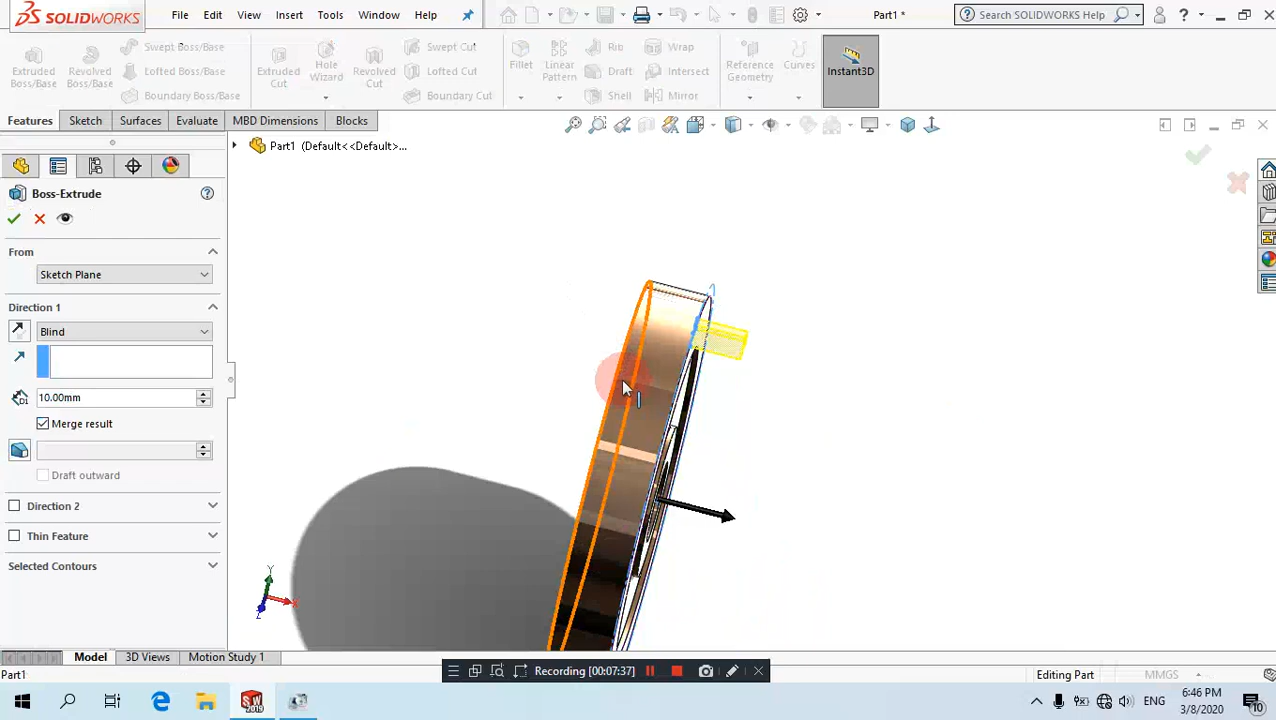 SOLIDWORKS
File Edit View Insert Tools Window Help
Part1 *
Search SOLIDWORKS Help
Extruded Boss/Base
Revolved Boss/Base
Swept Boss/Base
Lofted Boss/Base
Boundary Boss/Base
Extruded Cut
Hole Wizard
Revolved Cut
Swept Cut
Lofted Cut
Boundary Cut
Fillet
Linear Pattern
Rib
Draft
Shell
Wrap
Intersect
Mirror
Reference Geometry
Curves
Instant3D
Features Sketch Surfaces Evaluate MBD Dimensions Blocks
Part1 (Default<<Default>...
Boss-Extrude
From
Sketch Plane
Direction 1
Blind
10.00mm
Merge result
Draft outward
Direction 2
Thin Feature
Selected Contours
Y
X
Z
Model 3D Views Motion Study 1
Recording [00:07:37]
Part1
Editing Part
MMGS
SW
2019
ENG
6:46 PM
3/8/2020
10